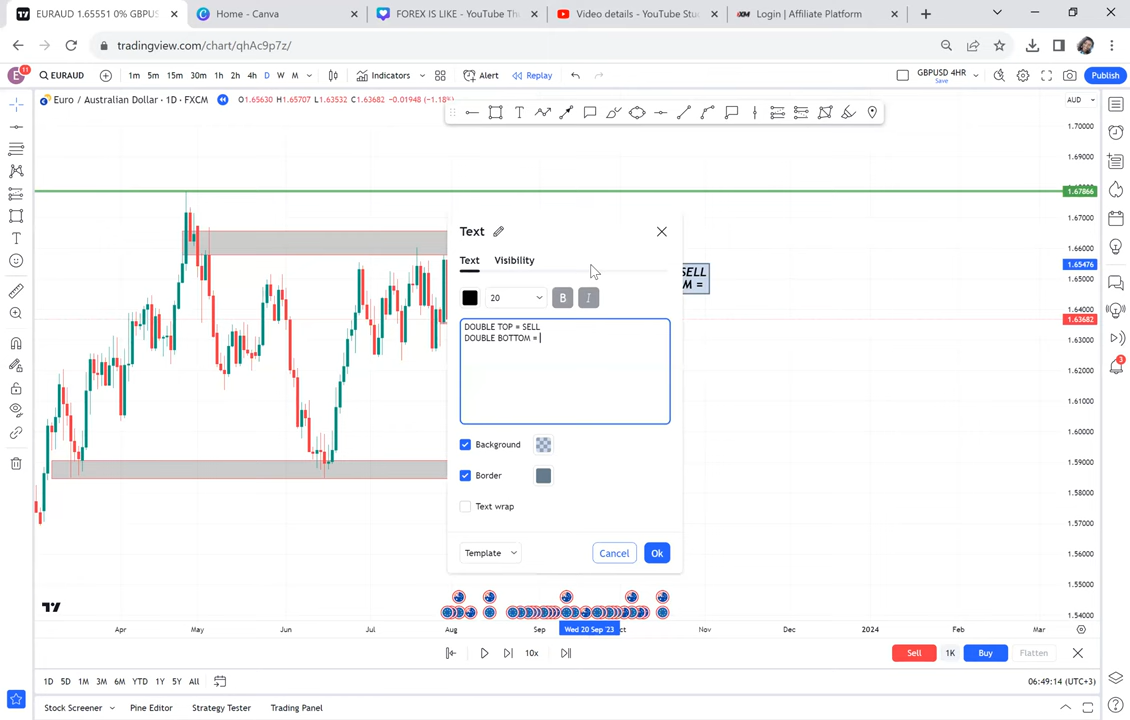 EURAUD 1.65551 0% GBPUS
Home - Canva
FOREX IS LIKE - YouTube Th
Video details - YouTube Stu
Login | Affiliate Platform
tradingview.com/chart/qhAc9p7z/
E
11
EURAUD
1m 5m 15m 30m 1h 2h 4h D W M
Indicators
Alert
Replay
GBPUSD 4HR
Save
Publish
Euro / Australian Dollar · 1D · FXCM
O1.65630 H1.65707 L1.63532 C1.63682 -0.01948 (-1.18%)
AUD
1.70000
1.69000
1.67866
1.67000
1.66000
1.65476
1.65000
1.64000
1.63682
1.63000
1.62000
1.61000
1.60000
1.59000
1.58000
1.57000
1.56000
1.55000
1.54000
SELL
M =
Text
Text
Visibility
20
B
I
DOUBLE TOP = SELL
DOUBLE BOTTOM =
Background
Border
Text wrap
Template
Cancel
Ok
3
Apr
May
Jun
Jul
Aug
Sep
Wed 20 Sep '23
ct
Nov
Dec
2024
Feb
Mar
10x
Sell
1K
Buy
Flatten
1D 5D 1M 3M 6M YTD 1Y 5Y All
06:49:14 (UTC+3)
Stock Screener
Pine Editor
Strategy Tester
Trading Panel